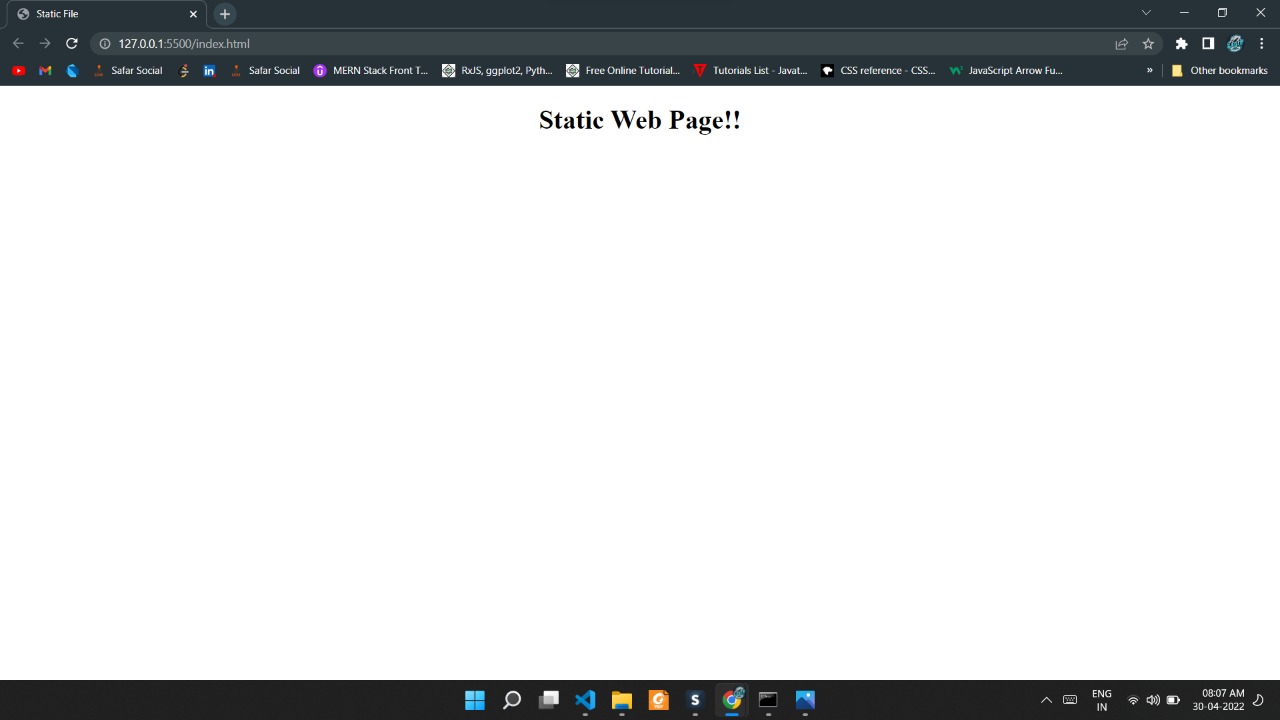 Static File
127.0.0.1:5500/index.html
Safar Social in Safar Social MERN Stack Front T... RxJS, ggplot2, Pyth... Free Online Tutorial... Tutorials List - Javat... CSS reference - CSS... JavaScript Arrow Fu... » Other bookmarks
Static Web Page!!
ENG 08:07 AM
IN 30-04-2022